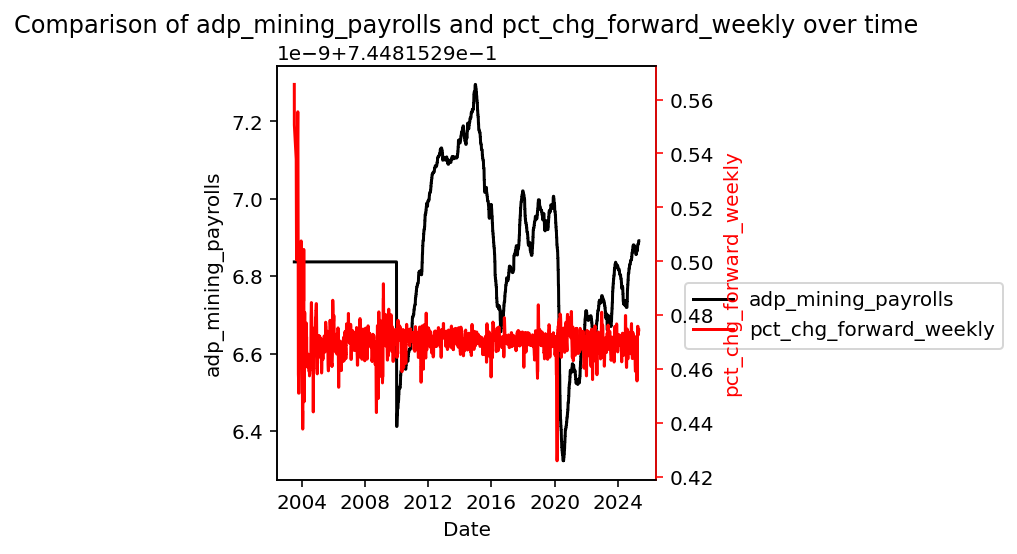 Comparison of adp_mining_payrolls and pct_chg_forward_weekly over time
1e−9+7.4481529e−1
7.2
7.0
6.8
6.6
6.4
adp_mining_payrolls
0.56
0.54
0.52
0.50
0.48
0.46
0.44
0.42
pct_chg_forward_weekly
adp_mining_payrolls
pct_chg_forward_weekly
2004 2008 2012 2016 2020 2024
Date